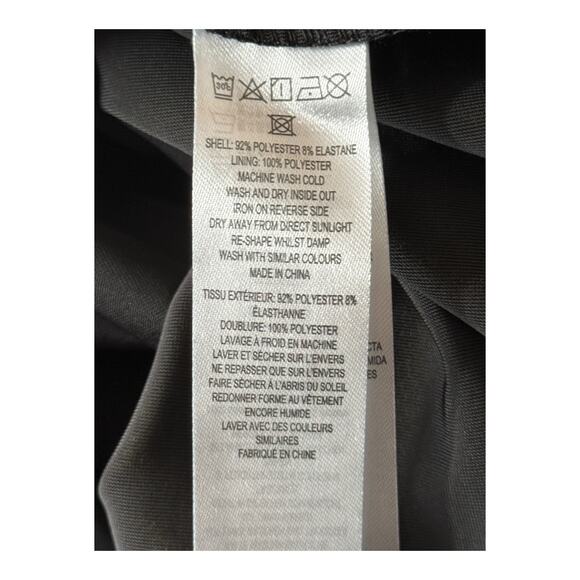 30°
SHELL: 92% POLYESTER 8% ELASTANE
LINING: 100% POLYESTER
MACHINE WASH COLD
WASH AND DRY INSIDE OUT
IRON ON REVERSE SIDE
DRY AWAY FROM DIRECT SUNLIGHT
RE-SHAPE WHILST DAMP
WASH WITH SIMILAR COLOURS
MADE IN CHINA
TISSU EXTÉRIEUR: 92% POLYESTER 8%
ÉLASTHANNE
DOUBLURE: 100% POLYESTER
LAVAGE À FROID EN MACHINE
LAVER ET SÉCHER SUR L'ENVERS
NE REPASSER QUE SUR L'ENVERS
FAIRE SÉCHER À L'ABRIS DU SOLEIL
REDONNER FORME AU VÊTEMENT
ENCORE HUMIDE
LAVER AVEC DES COULEURS
SIMILAIRES
FABRIQUÉ EN CHINE
CTA
MIDA
ES